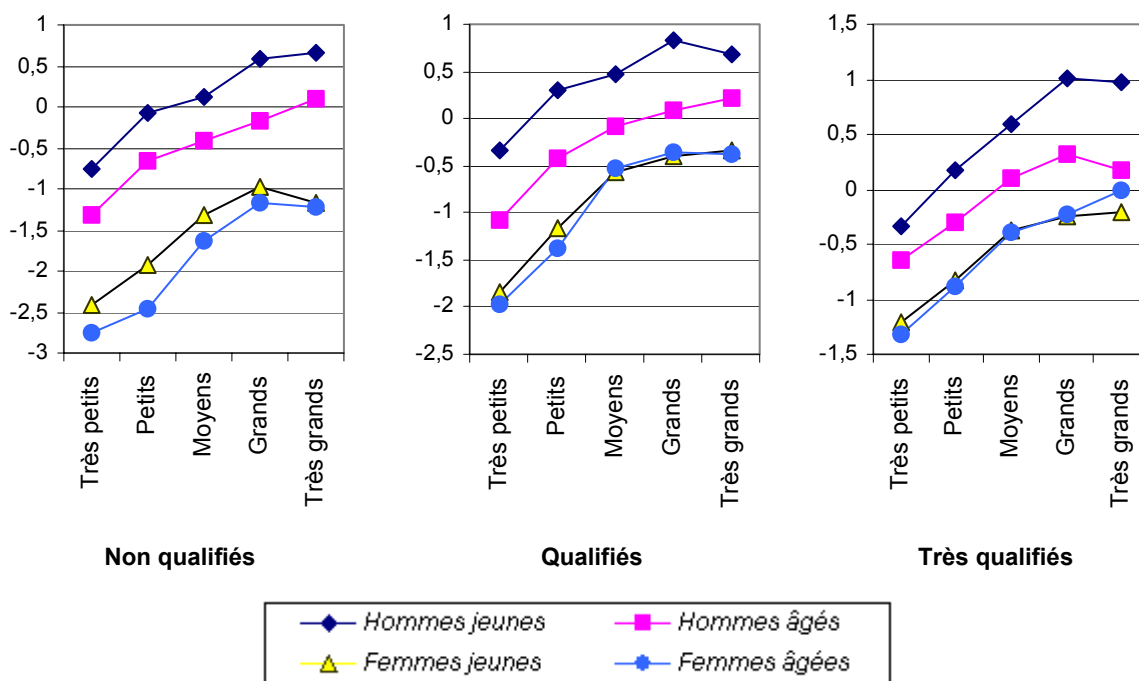 1
0,5
0
-0,5
-1
-1,5
-2
-2,5
-3
Très petits
Petits
Moyens
Grands
Très grands
Non qualifiés
1
0,5
0
-0,5
-1
-1,5
-2
-2,5
Très petits
Petits
Moyens
Grands
Très grands
Qualifiés
1,5
1
0,5
0
-0,5
-1
-1,5
Très petits
Petits
Moyens
Grands
Très grands
Très qualifiés
Hommes jeunes
Hommes âgés
Femmes jeunes
Femmes âgées